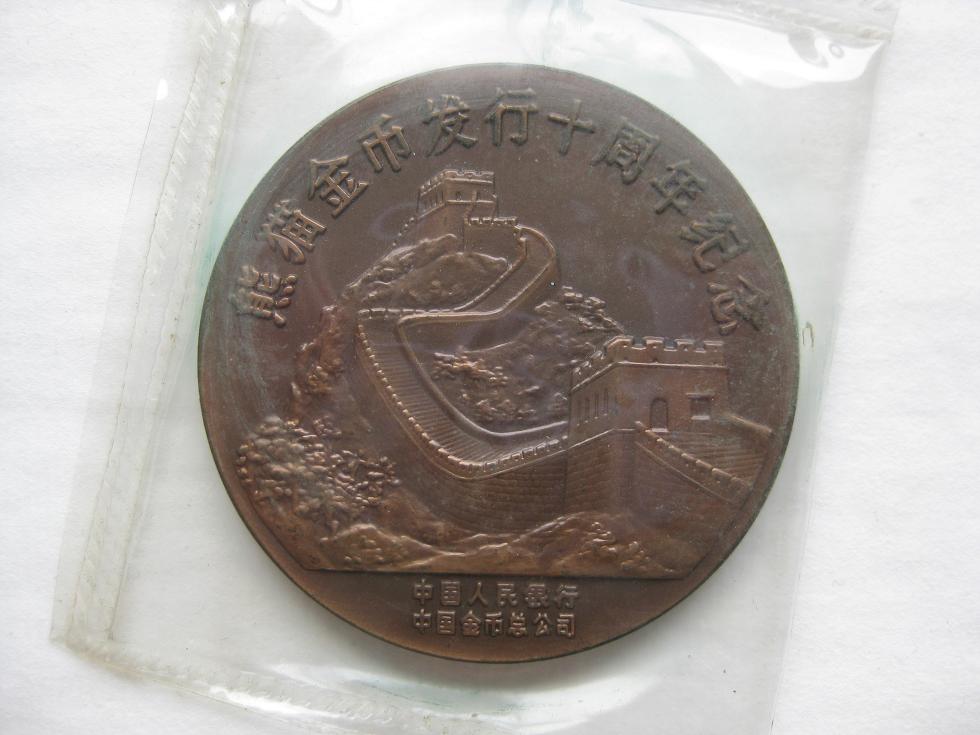 熊猫金币发行十周年纪念
中国人民银行
中国金币总公司